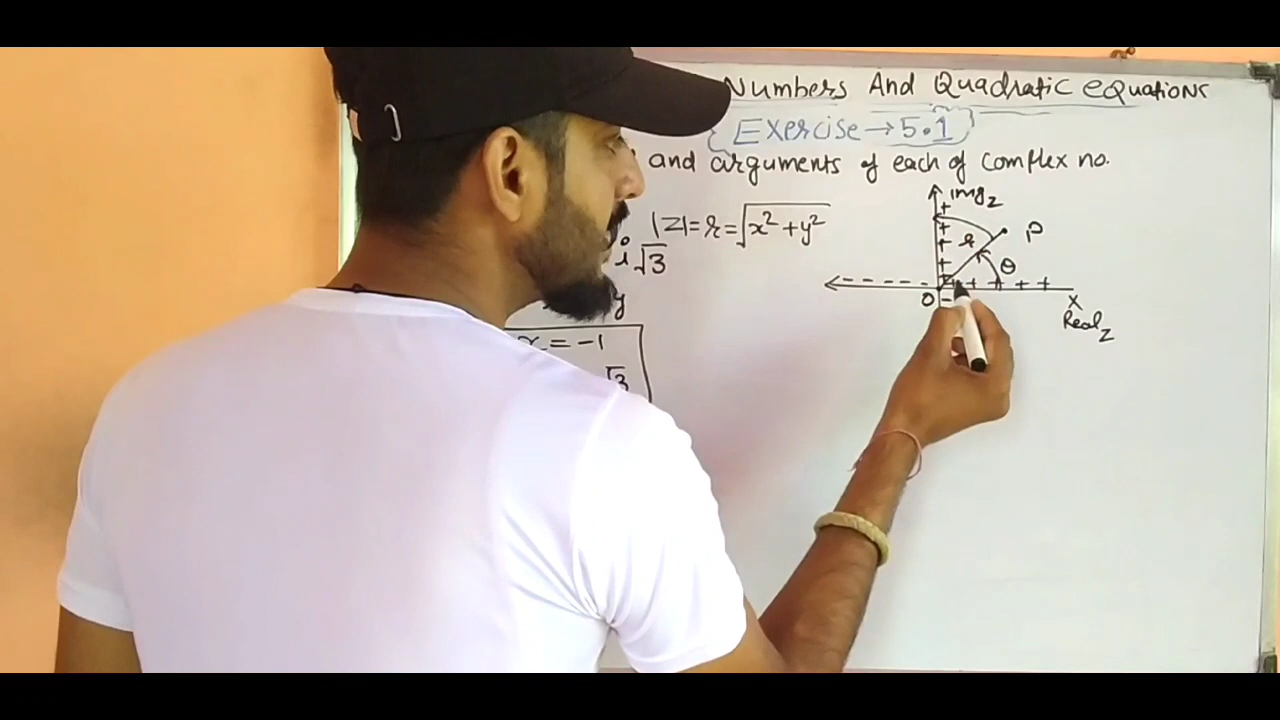 Numbers And Quadratic equations
Exercise → 5.1
and arguments of each of complex no.
|z| = r = √x² + y²
i√3
y
x = -1
√3
img z
P
r
θ
O
X
Real z